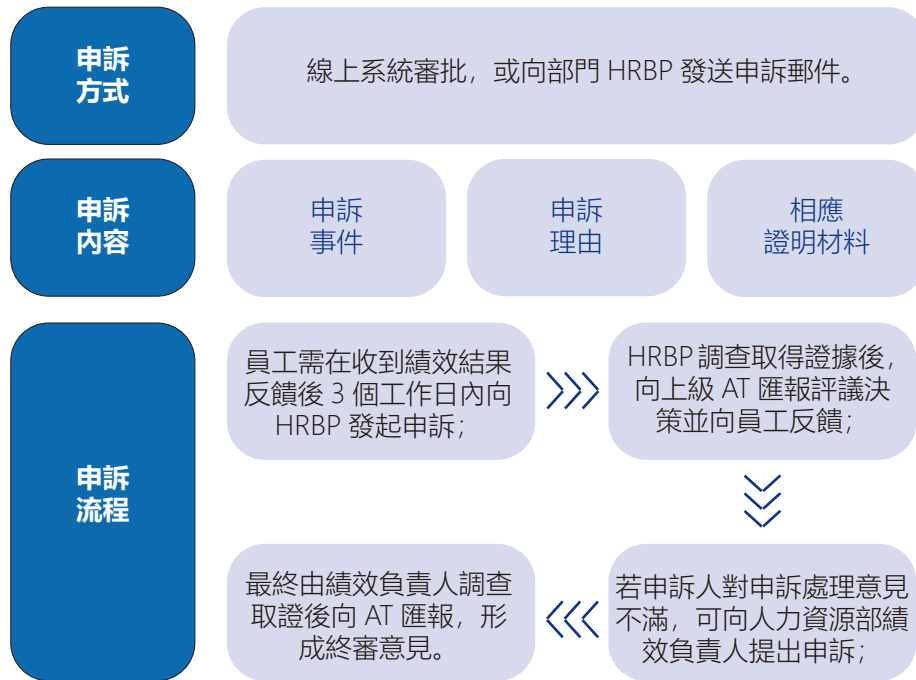 申訴
方式
線上系統審批，或向部門 HRBP 發送申訴郵件。
申訴
內容
申訴
事件
申訴
理由
相應
證明材料
申訴
流程
員工需在收到績效結果
反饋後 3 個工作日內向
HRBP 發起申訴；
HRBP 調查取得證據後，
向上級 AT 匯報評議決
策並向員工反饋；
若申訴人對申訴處理意見
不滿，可向人力資源部績
效負責人提出申訴；
最終由績效負責人調查
取證後向 AT 匯報，形
成終審意見。